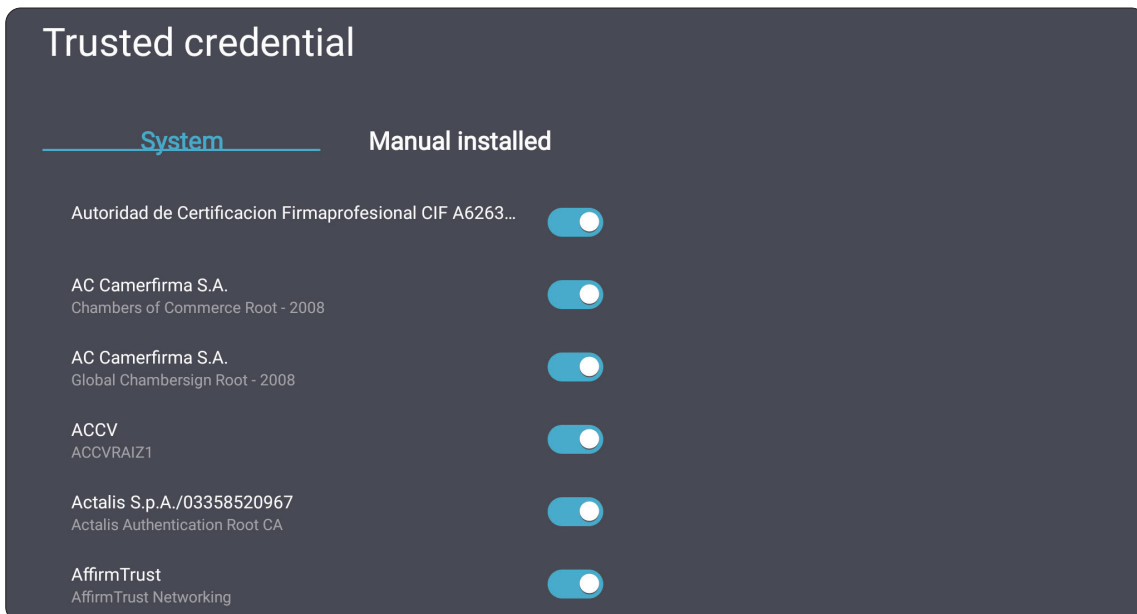 Trusted credential
System
Manual installed
Autoridad de Certificacion Firmaprofesional CIF A6263...
AC Camerfirma S.A.
Chambers of Commerce Root - 2008
AC Camerfirma S.A.
Global Chambersign Root - 2008
ACCV
ACCVRAIZ1
Actalis S.p.A./03358520967
Actalis Authentication Root CA
AffirmTrust
AffirmTrust Networking